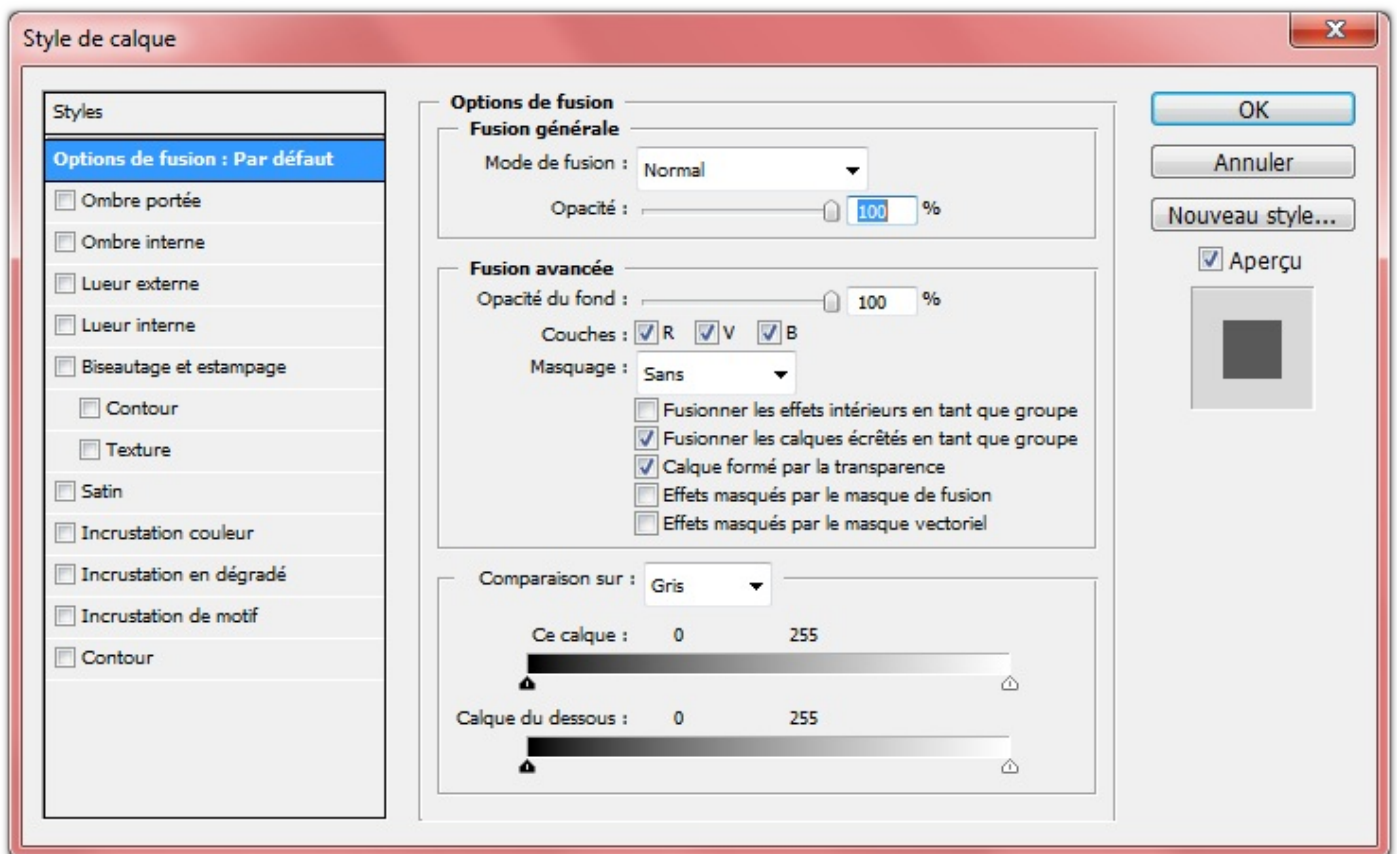 Style de calque
Styles
Options de fusion : Par défaut
Ombre portée
Ombre interne
Lueur externe
Lueur interne
Biseautage et estampage
Contour
Texture
Satin
Incrustation couleur
Incrustation en dégradé
Incrustation de motif
Contour
Options de fusion
Fusion générale
Mode de fusion : Normal
Opacité : 100 %
Fusion avancée
Opacité du fond : 100 %
Couches : R V B
Masquage : Sans
Fusionner les effets intérieurs en tant que groupe
Fusionner les calques écrêtés en tant que groupe
Calque formé par la transparence
Effets masqués par le masque de fusion
Effets masqués par le masque vectoriel
Comparaison sur : Gris
Ce calque : 0 255
Calque du dessous : 0 255
OK
Annuler
Nouveau style...
Aperçu